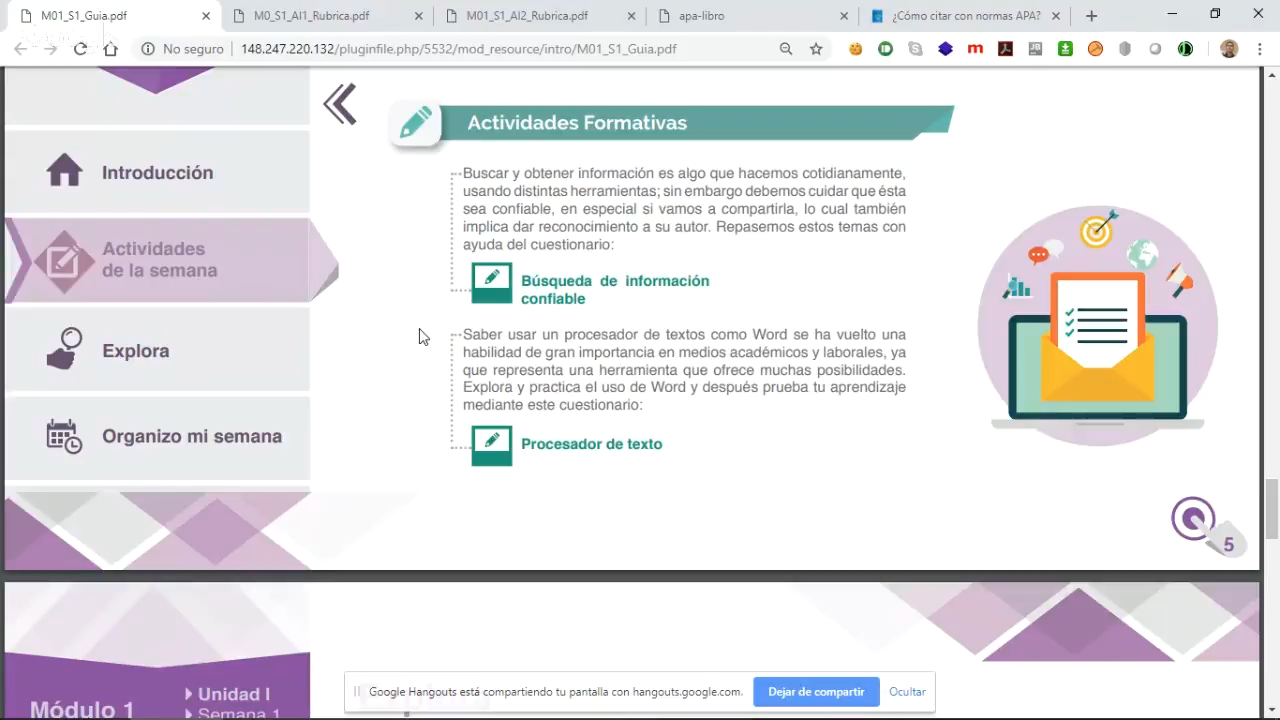 M01_S1_Guia.pdf
M0_S1_AI1_Rubrica.pdf
M01_S1_AI2_Rubrica.pdf
apa-libro
¿Cómo citar con normas APA?
No seguro
148.247.220.132/pluginfile.php/5532/mod_resource/intro/M01_S1_Guia.pdf
Introducción
Actividades
de la semana
Explora
Organizo mi semana
Actividades Formativas
Buscar y obtener información es algo que hacemos cotidianamente,
usando distintas herramientas; sin embargo debemos cuidar que ésta
sea confiable, en especial si vamos a compartirla, lo cual también
implica dar reconocimiento a su autor. Repasemos estos temas con
ayuda del cuestionario:
Búsqueda de información
confiable
Saber usar un procesador de textos como Word se ha vuelto una
habilidad de gran importancia en medios académicos y laborales, ya
que representa una herramienta que ofrece muchas posibilidades.
Explora y practica el uso de Word y después prueba tu aprendizaje
mediante este cuestionario:
Procesador de texto
5
Módulo 1
Unidad I
Semana 1
Google Hangouts está compartiendo tu pantalla con hangouts.google.com.
Dejar de compartir
Ocultar